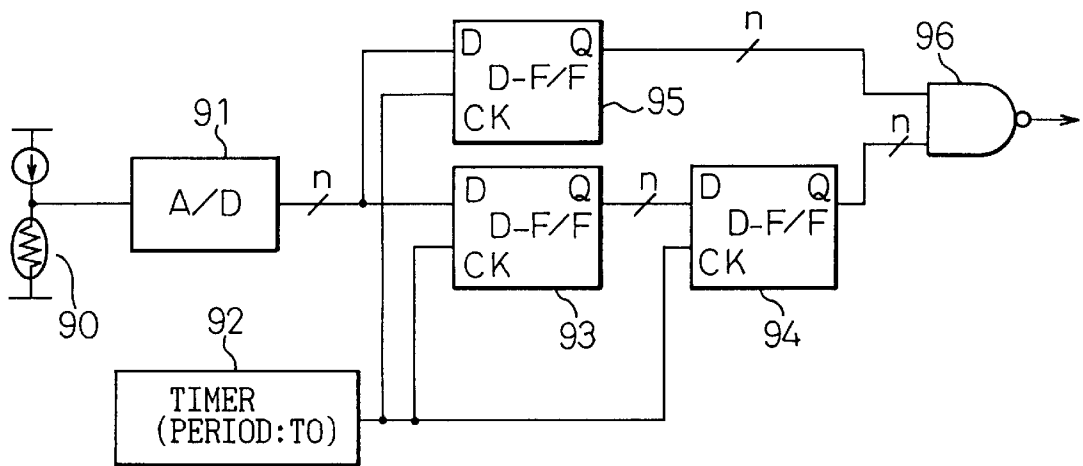 n
D Q
D-F/F
CK
95
96
91
A/D
n
D Q
D-F/F
CK
93
n
D Q
D-F/F
CK
94
n
90
92
TIMER
(PERIOD:TO)